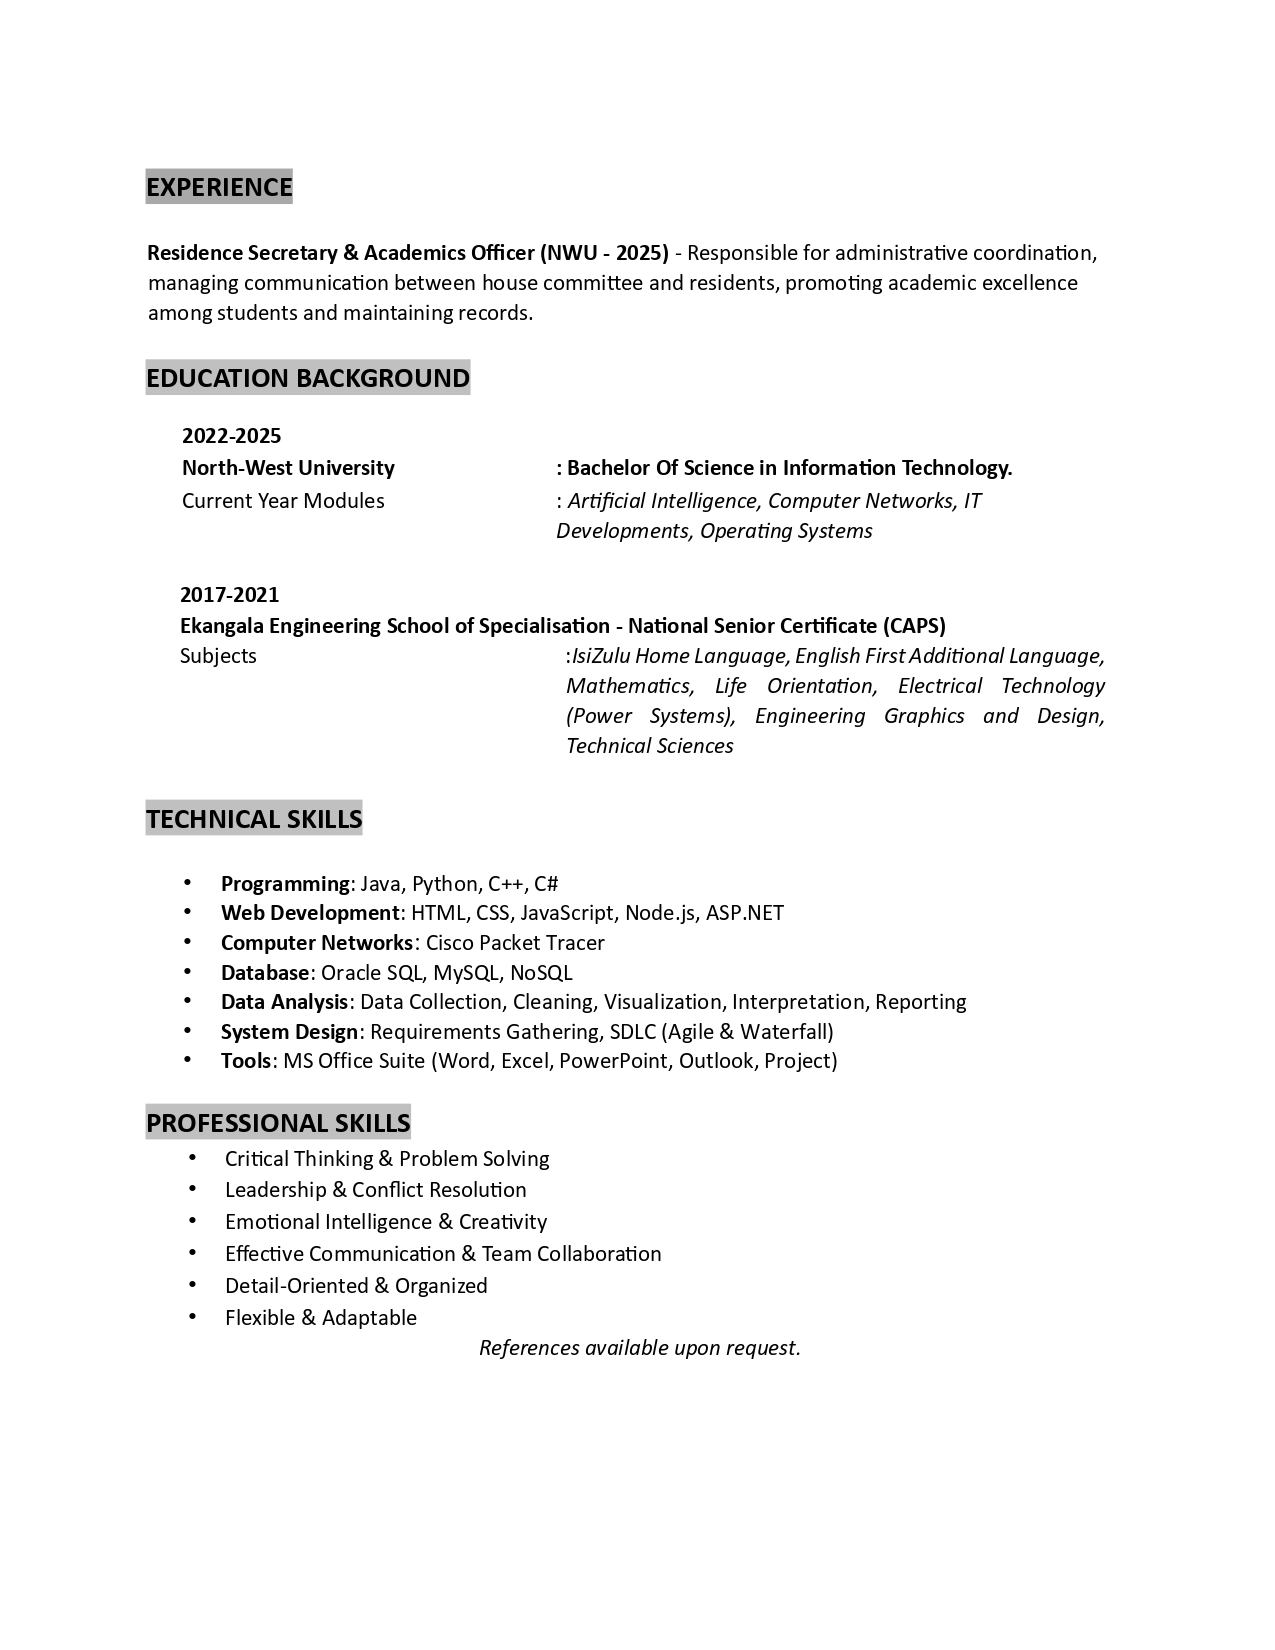 EXPERIENCE
Residence Secretary & Academics Officer (NWU - 2025) - Responsible for administrative coordination,
managing communication between house committee and residents, promoting academic excellence
among students and maintaining records.
EDUCATION BACKGROUND
2022-2025
North-West University : Bachelor Of Science in Information Technology.
Current Year Modules : Artificial Intelligence, Computer Networks, IT
Developments, Operating Systems
2017-2021
Ekangala Engineering School of Specialisation - National Senior Certificate (CAPS)
Subjects :IsiZulu Home Language, English First Additional Language,
Mathematics, Life Orientation, Electrical Technology
(Power Systems), Engineering Graphics and Design,
Technical Sciences
TECHNICAL SKILLS
• Programming: Java, Python, C++, C#
• Web Development: HTML, CSS, JavaScript, Node.js, ASP.NET
• Computer Networks: Cisco Packet Tracer
• Database: Oracle SQL, MySQL, NoSQL
• Data Analysis: Data Collection, Cleaning, Visualization, Interpretation, Reporting
• System Design: Requirements Gathering, SDLC (Agile & Waterfall)
• Tools: MS Office Suite (Word, Excel, PowerPoint, Outlook, Project)
PROFESSIONAL SKILLS
• Critical Thinking & Problem Solving
• Leadership & Conflict Resolution
• Emotional Intelligence & Creativity
• Effective Communication & Team Collaboration
• Detail-Oriented & Organized
• Flexible & Adaptable
References available upon request.